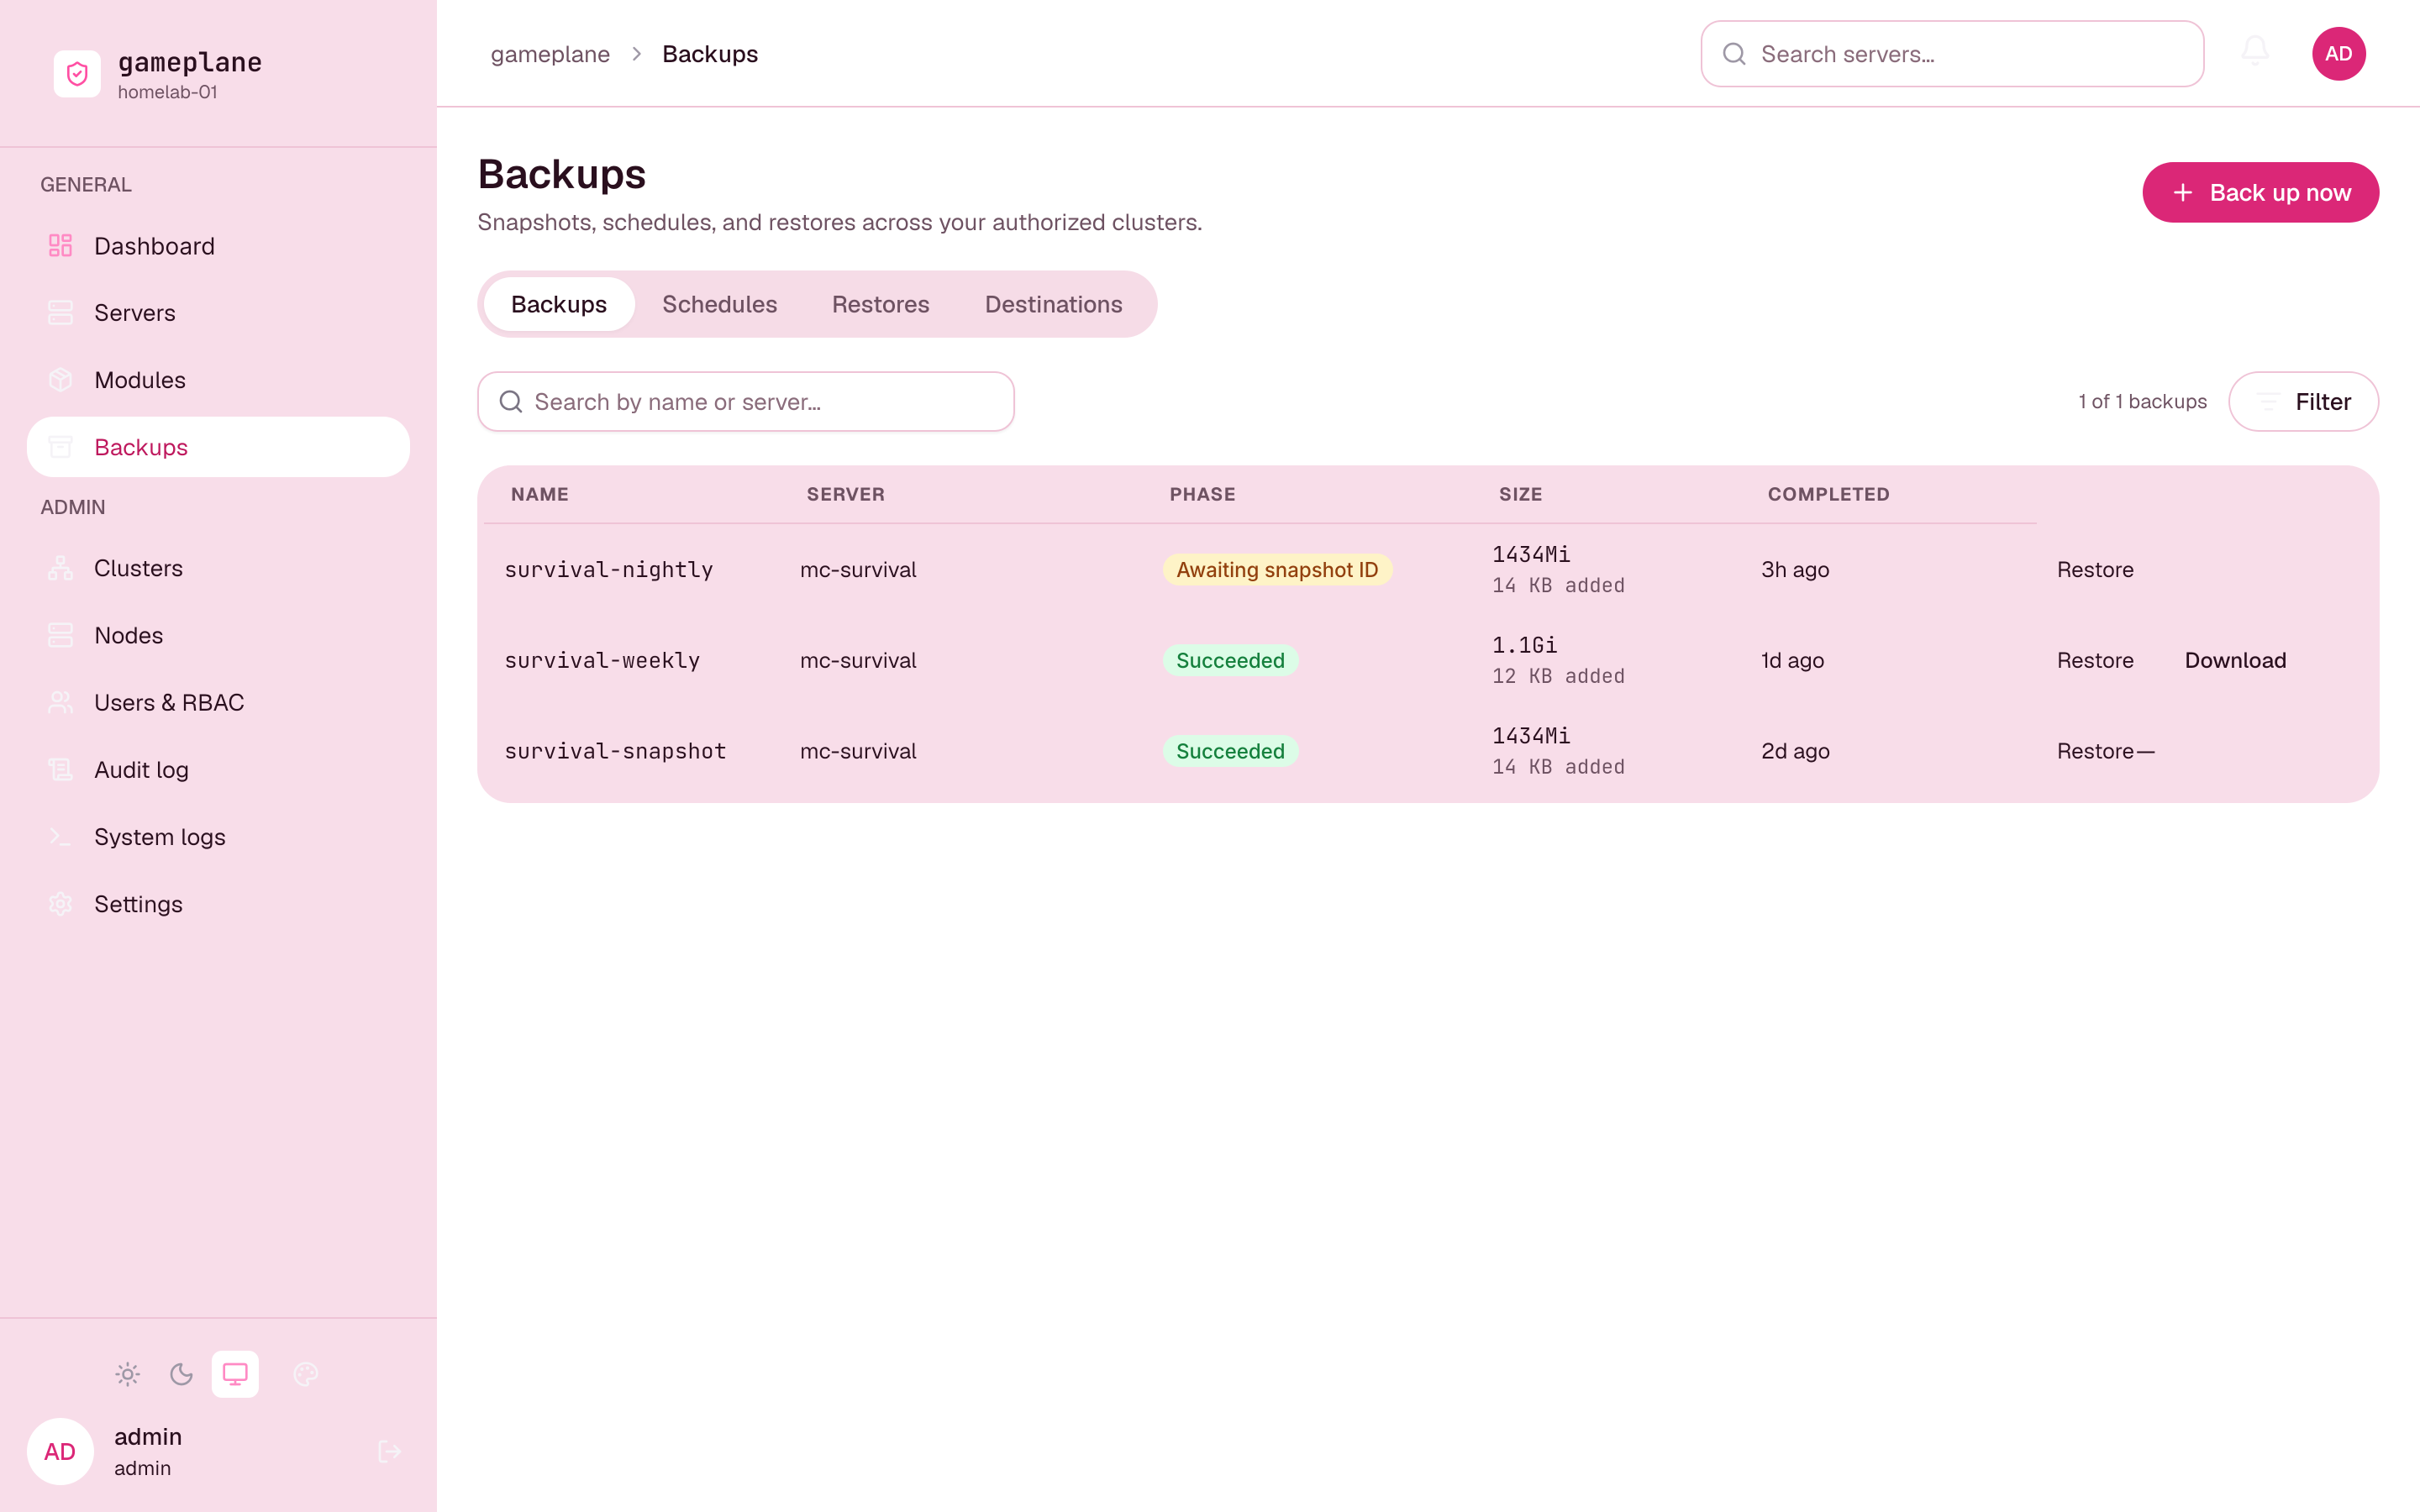 gameplane
homelab-01
GENERAL
Dashboard
Servers
Modules
Backups
ADMIN
Clusters
Nodes
Users & RBAC
Audit log
System logs
Settings
AD
admin
admin
gameplane > Backups
Search servers...
AD
Backups
Snapshots, schedules, and restores across your authorized clusters.
Back up now
Backups Schedules Restores Destinations
Search by name or server...
1 of 1 backups
Filter
NAME SERVER PHASE SIZE COMPLETED
survival-nightly mc-survival Awaiting snapshot ID 1434Mi 3h ago Restore
14 KB added
survival-weekly mc-survival Succeeded 1.1Gi 1d ago Restore Download
12 KB added
survival-snapshot mc-survival Succeeded 1434Mi 2d ago Restore—
14 KB added